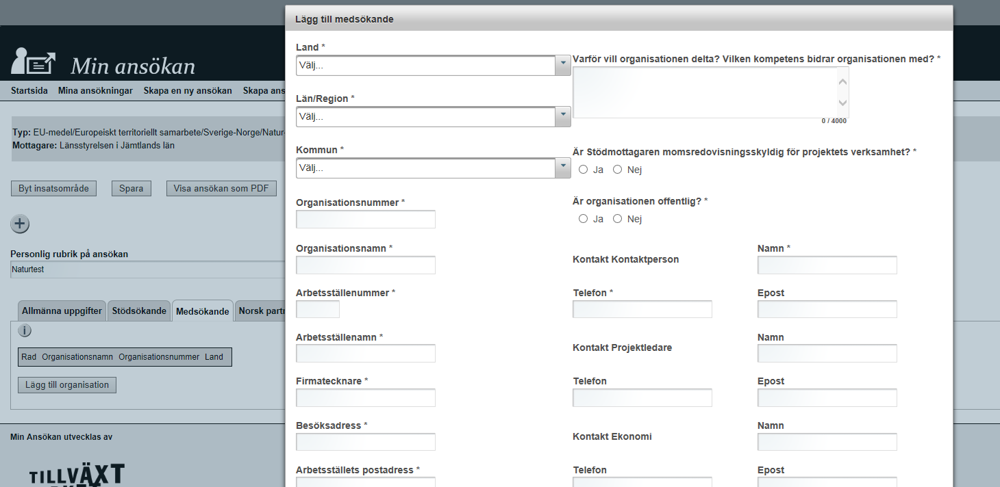 Lägg till medsökande
Min ansökan
Startsida Mina ansökningar Skapa en ny ansökan Skapa ans
Typ: EU-medel/Europeiskt territoriellt samarbete/Sverige-Norge/Natur-
Mottagare: Länsstyrelsen i Jämtlands län
Byt insatsområde Spara Visa ansökan som PDF
Personlig rubrik på ansökan
Naturtest
Allmänna uppgifter Stödsökande Medsökande Norsk partn
Rad Organisationsnamn Organisationsnummer Land
Lägg till organisation
Min Ansökan utvecklas av
TILLVÄXT
Land *
Välj...
Län/Region *
Välj...
Kommun *
Välj...
Varför vill organisationen delta? Vilken kompetens bidrar organisationen med? *
0 / 4000
Är Stödmottagaren momsredovisningsskyldig för projektets verksamhet? *
Ja Nej
Organisationsnummer *
Är organisationen offentlig? *
Ja Nej
Organisationsnamn *
Kontakt Kontaktperson
Namn *
Arbetsställenummer *
Telefon *
Epost
Arbetsställenamn *
Kontakt Projektledare
Namn
Firmatecknare *
Telefon
Epost
Besöksadress *
Kontakt Ekonomi
Namn
Arbetsställets postadress *
Telefon
Epost